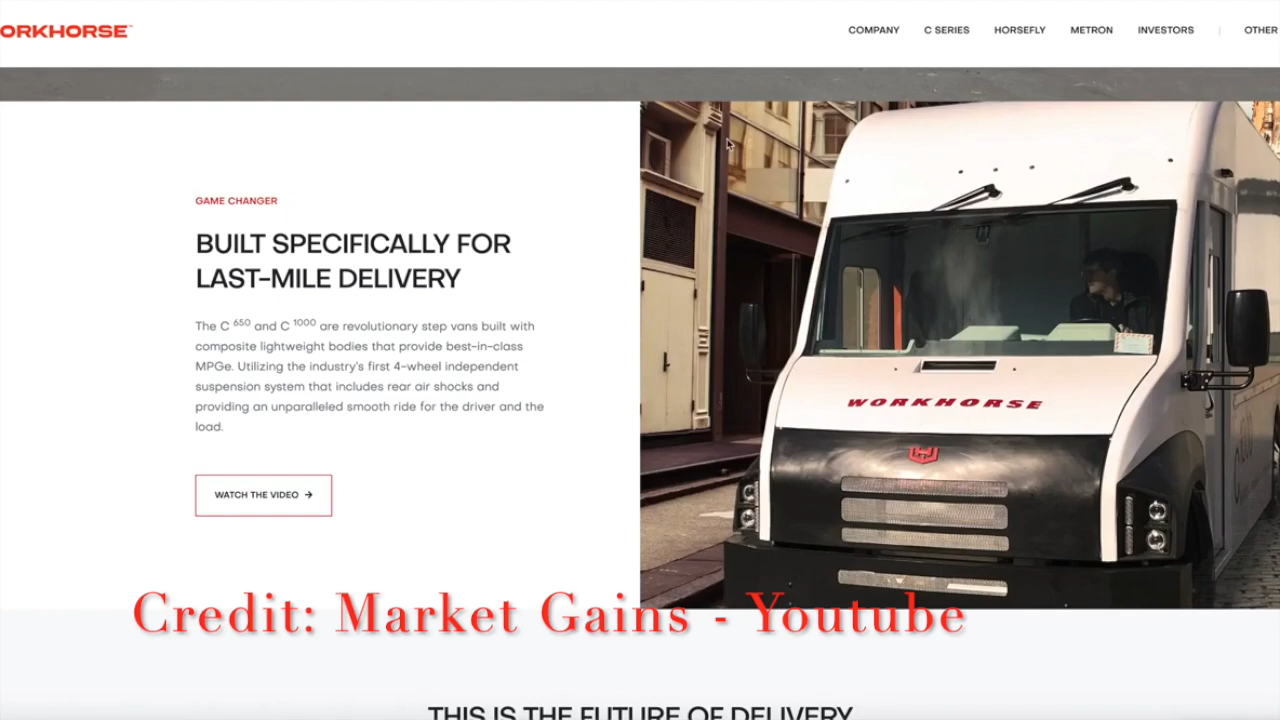 ORKHORSE
COMPANY C SERIES HORSEFLY METRON INVESTORS | OTHER
GAME CHANGER
BUILT SPECIFICALLY FOR
LAST-MILE DELIVERY
The C 650 and C 1000 are revolutionary step vans built with
composite lightweight bodies that provide best-in-class
MPGe. Utilizing the industry's first 4-wheel independent
suspension system that includes rear air shocks and
providing an unparalleled smooth ride for the driver and the
load.
WATCH THE VIDEO →
WORKHORSE
Credit: Market Gains - Youtube
THIS IS THE FUTURE OF DELIVERY